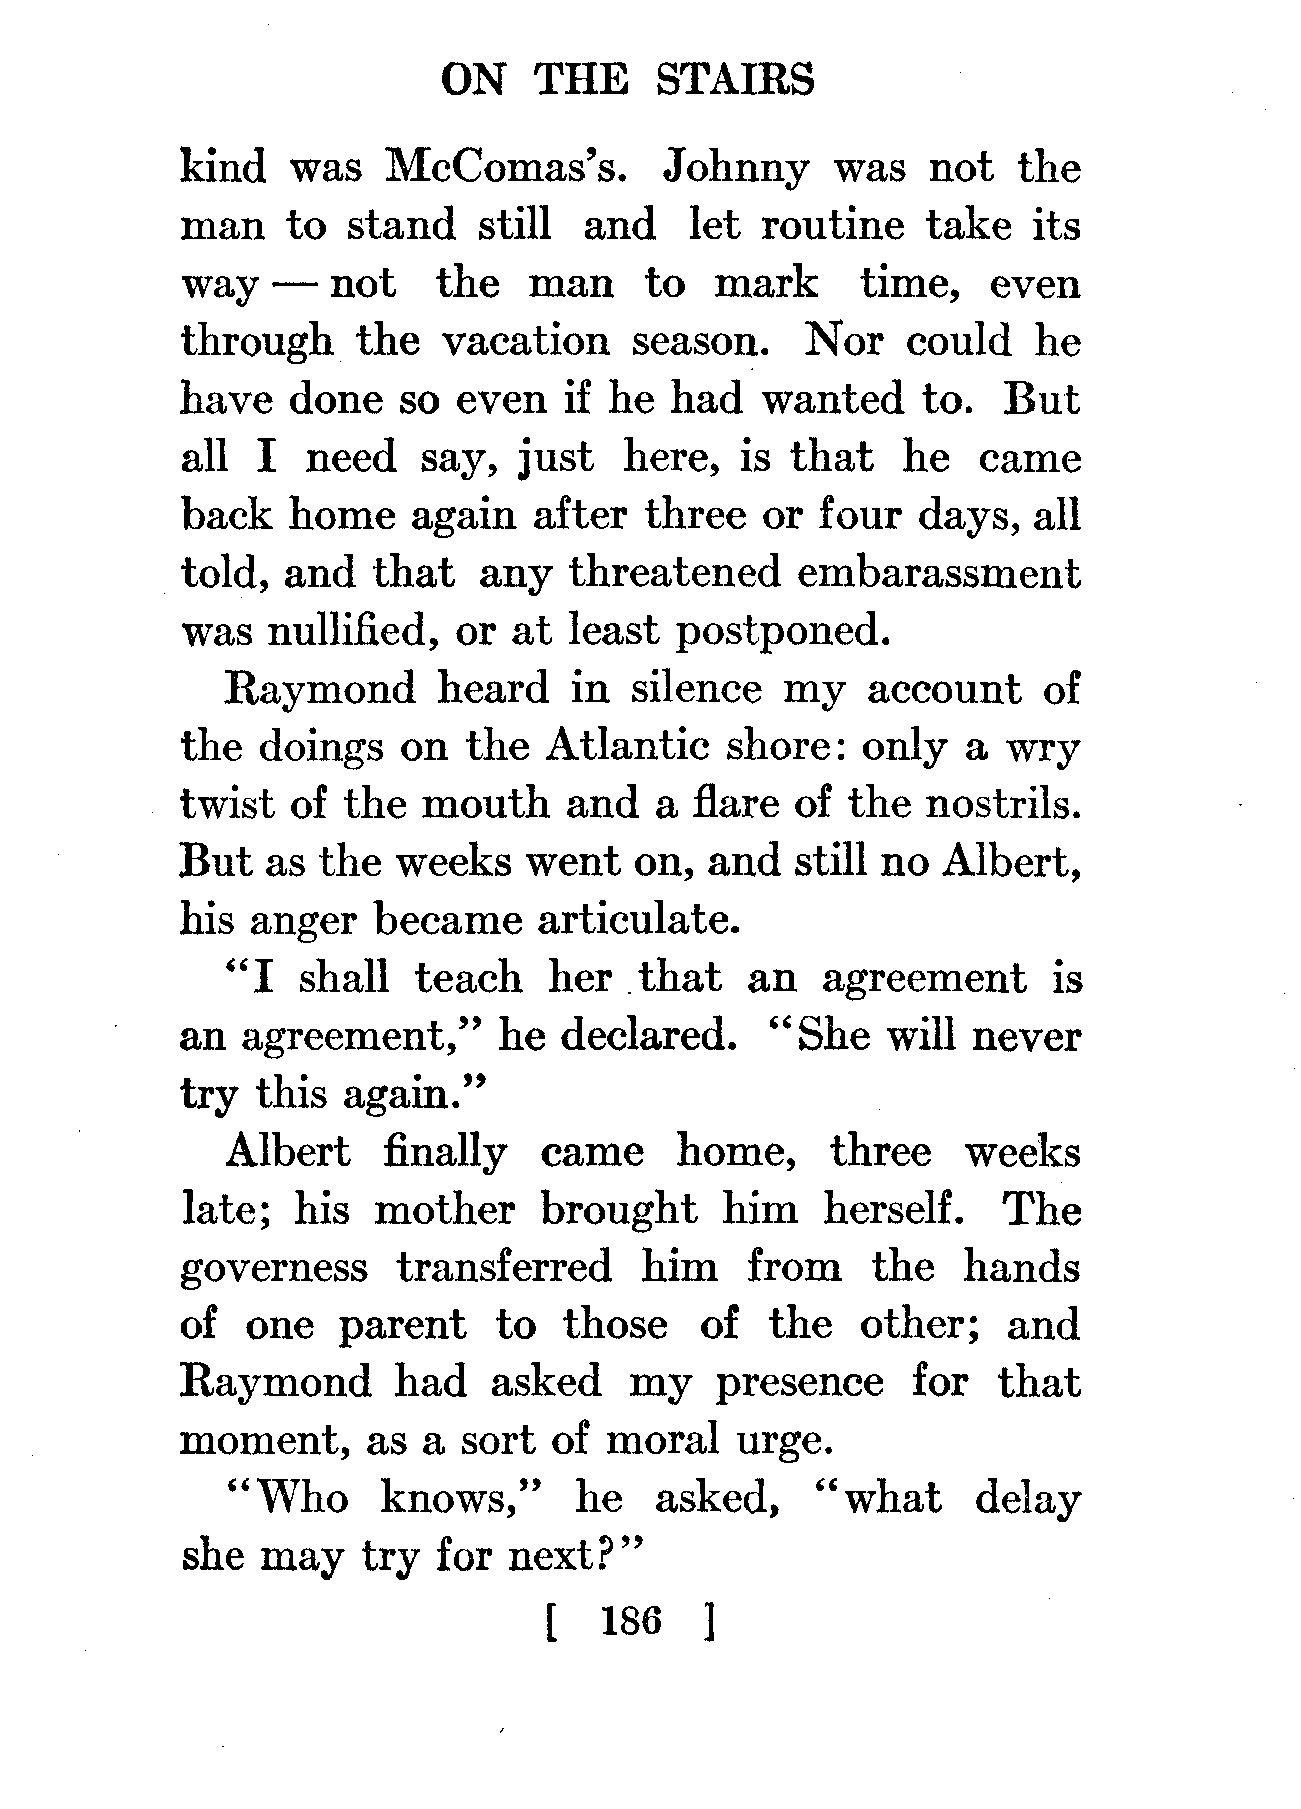 ON THE STAIRS
kind was McComas's. Johnny was not the
man to stand still and let routine take its
way — not the man to mark time, even
through the vacation season. Nor could he
have done so even if he had wanted to. But
all I need say, just here, is that he came
back home again after three or four days, all
told, and that any threatened embarassment
was nullified, or at least postponed.
Raymond heard in silence my account of
the doings on the Atlantic shore: only a wry
twist of the mouth and a flare of the nostrils.
But as the weeks went on, and still no Albert,
his anger became articulate.
"I shall teach her that an agreement is
an agreement," he declared. "She will never
try this again."
Albert finally came home, three weeks
late; his mother brought him herself. The
governess transferred him from the hands
of one parent to those of the other; and
Raymond had asked my presence for that
moment, as a sort of moral urge.
"Who knows," he asked, "what delay
she may try for next?"
[ 186 ]